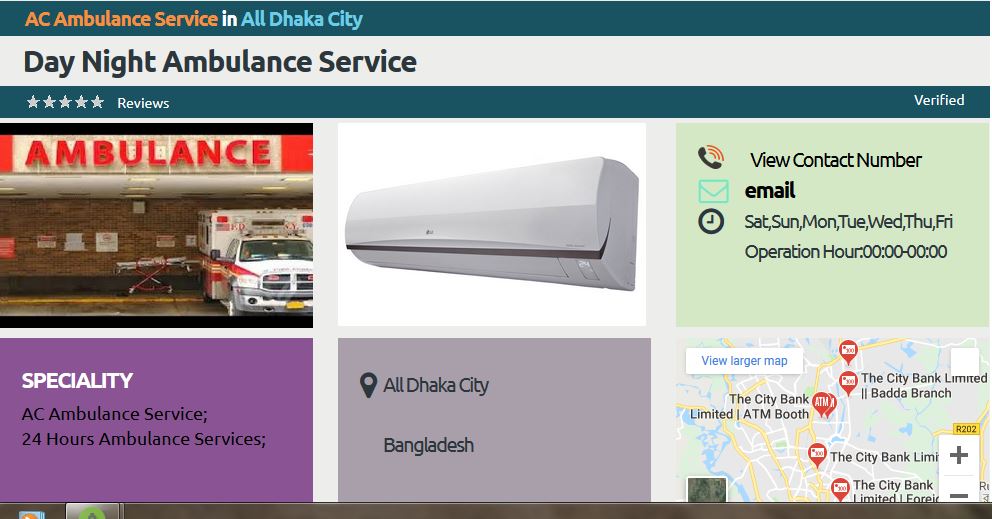 AC Ambulance Service in All Dhaka City
Day Night Ambulance Service
Reviews
Verified
AMBULANCE
F.D.N.Y.
LG
View Contact Number
email
Sat,Sun,Mon,Tue,Wed,Thu,Fri
Operation Hour:00:00-00:00
SPECIALITY
AC Ambulance Service;
24 Hours Ambulance Services;
All Dhaka City
Bangladesh
View larger map
The City Bank Limited
|| Badda Branch
The City Bank
Limited | ATM Booth
ATM
R202
The City Bank Limi
The City Bank
Limited | Foreig